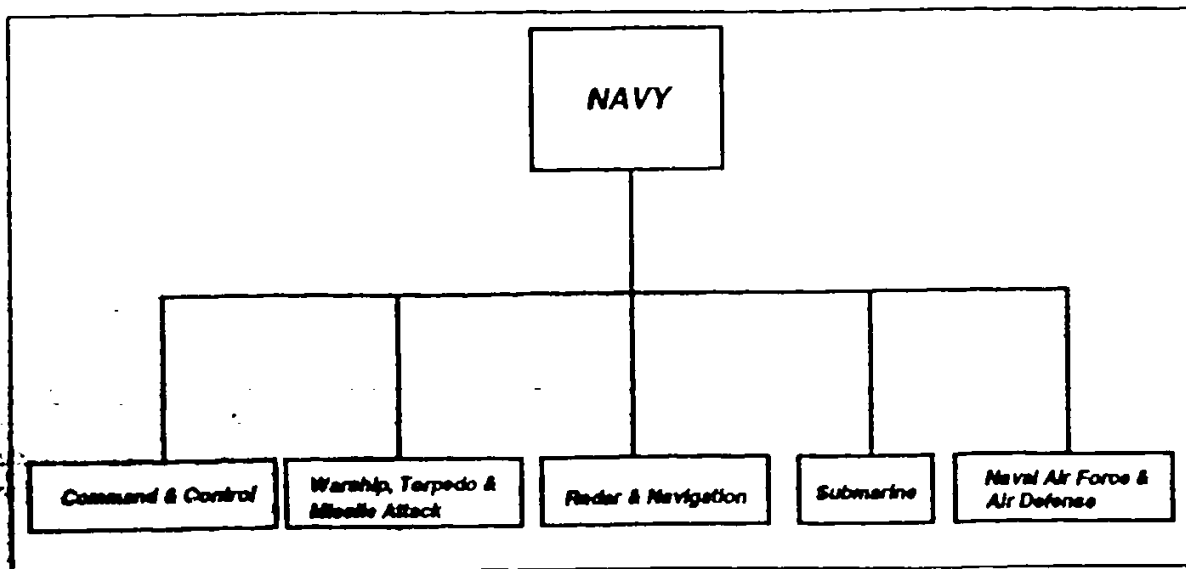 NAVY
Command & Control
Warship, Torpedo &
Missile Attack
Radar & Navigation
Submarine
Naval Air Force &
Air Defense